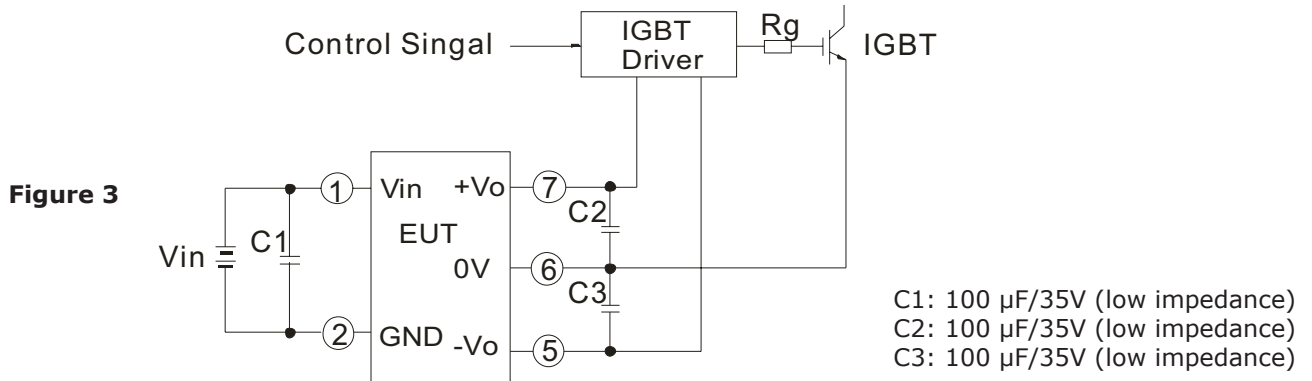 Control Singal
IGBT
Driver
Rg
IGBT
Figure 3
1
Vin
+Vo
7
C2
Vin
C1
EUT
0V
6
C3
2
GND
-Vo
5
C1: 100 µF/35V (low impedance)
C2: 100 µF/35V (low impedance)
C3: 100 µF/35V (low impedance)